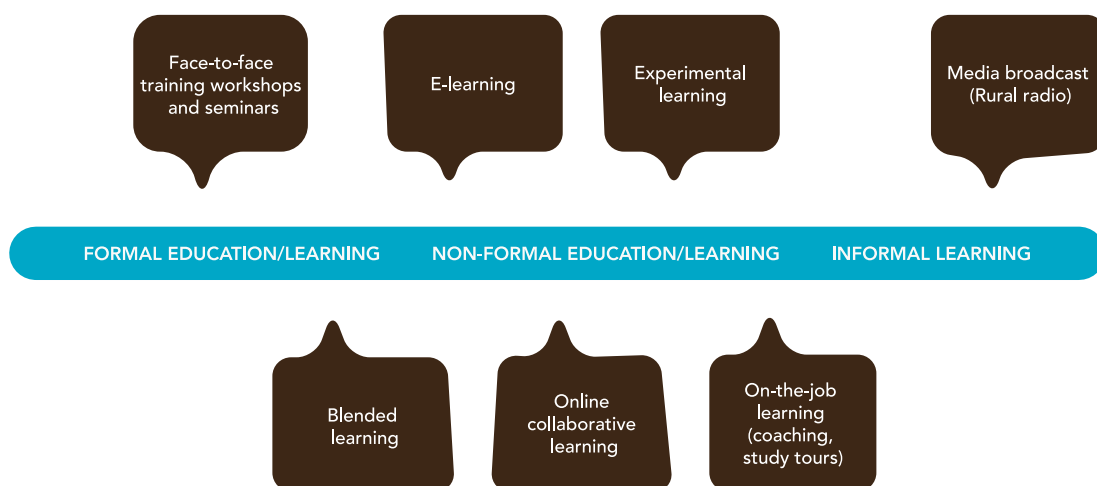 Face-to-face
training workshops
and seminars
E-learning
Experimental
learning
Media broadcast
(Rural radio)
FORMAL EDUCATION/LEARNING
NON-FORMAL EDUCATION/LEARNING
INFORMAL LEARNING
Blended
learning
Online
collaborative
learning
On-the-job
learning
(coaching,
study tours)